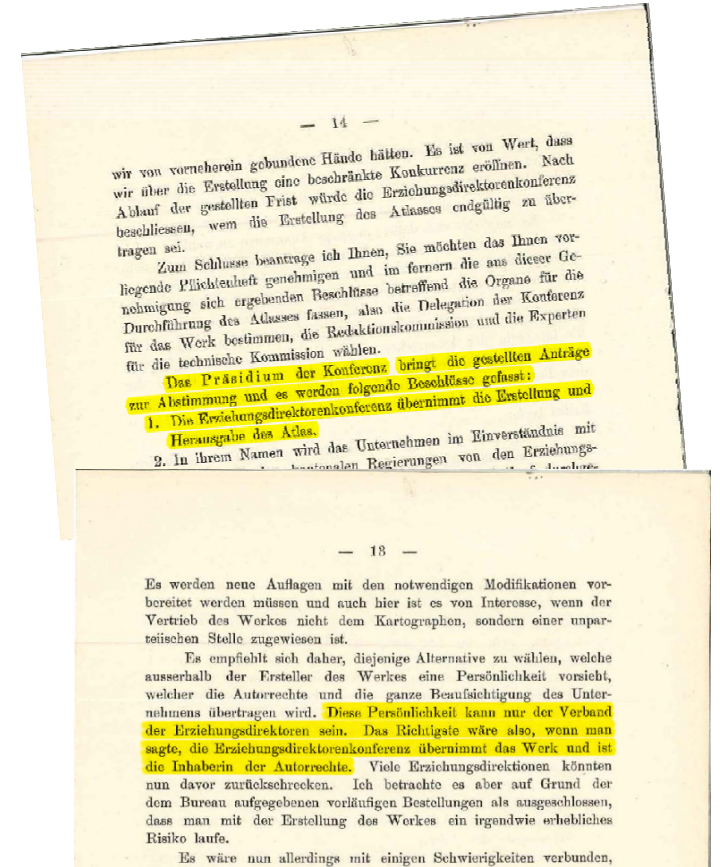 — 14 —
wir von vorneherein gebundene Hände hätten. Es ist von Wert, dass
wir über die Erstellung eine beschränkte Konkurrenz eröffnen. Nach
Ablauf der gestellten Frist würde die Erziehungsdirektorenkonferenz
beschliessen, wem die Erstellung des Atlasses endgültig zu über-
tragen sei.
Zum Schlusse beantrage ich Ihnen, Sie möchten das Ihnen vor-
liegende Pflichtenheft genehmigen und im fernern die aus dieser Ge-
nehmigung sich ergebenden Beschlüsse betreffend die Organe für die
Durchführung des Atlasses fassen, also die Delegation der Konferenz
für das Werk bestimmen, die Redaktionskommission und die Experten
für die technische Kommission wählen.
Das Präsidium der Konferenz bringt die gestellten Anträge
zur Abstimmung und es werden folgende Beschlüsse gefasst:
1. Die Erziehungsdirektorenkonferenz übernimmt die Erstellung und
Herausgabe des Atlas.
2. In ihrem Namen wird das Unternehmen im Einverständnis mit
kantonalen Regierungen von den Erziehungs-
— 13 —
Es werden neue Auflagen mit den notwendigen Modifikationen vor-
bereitet werden müssen und auch hier ist es von Interesse, wenn der
Vertrieb des Werkes nicht dem Kartographen, sondern einer unpar-
teiischen Stelle zugewiesen ist.
Es empfiehlt sich daher, diejenige Alternative zu wählen, welche
ausserhalb der Ersteller des Werkes eine Persönlichkeit vorsieht,
welcher die Autorrechte und die ganze Beaufsichtigung des Unter-
nehmens übertragen wird. Diese Persönlichkeit kann nur der Verband
der Erziehungsdirektoren sein. Das Richtigste wäre also, wenn man
sagte, die Erziehungsdirektorenkonferenz übernimmt das Werk und ist
die Inhaberin der Autorrechte. Viele Erziehungsdirektionen könnten
nun davor zurückschrecken. Ich betrachte es aber auf Grund der
dem Bureau aufgegebenen vorläufigen Bestellungen als ausgeschlossen,
dass man mit der Erstellung des Werkes ein irgendwie erhebliches
Risiko laufe.
Es wäre nun allerdings mit einigen Schwierigkeiten verbunden,